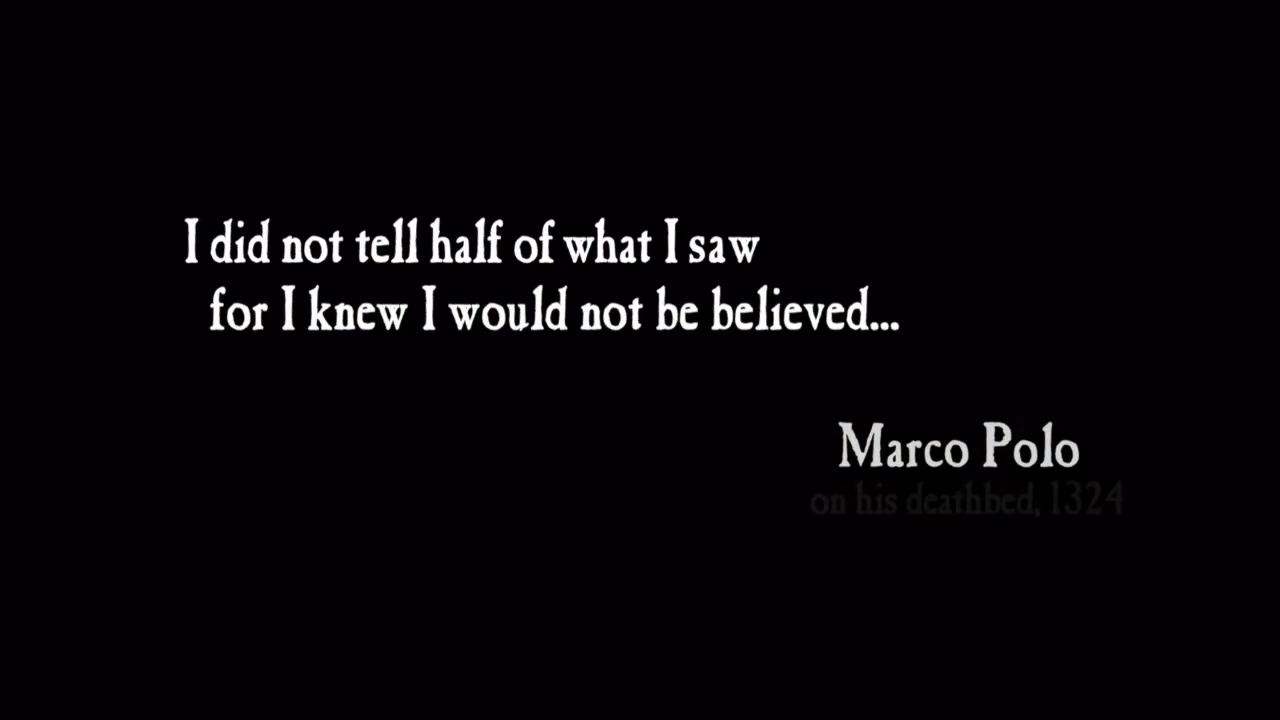 I did not tell half of what I saw
for I knew I would not be believed...
Marco Polo
on his deathbed, 1324